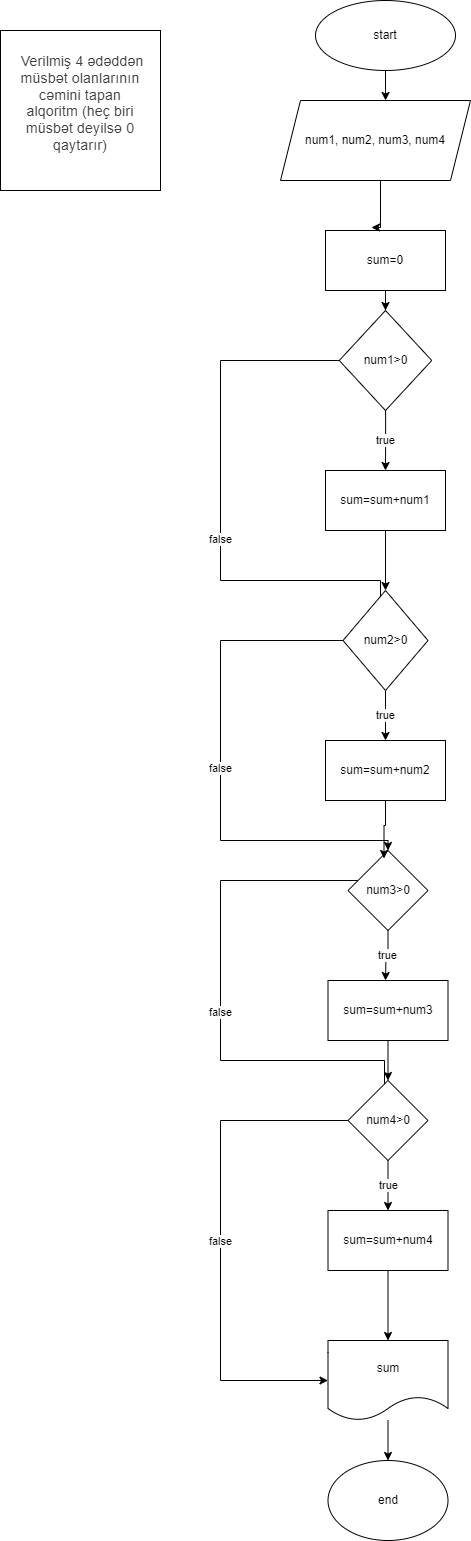 Verilmiş 4 ədəddən
müsbət olanlarının
cəmini tapan
alqoritm (heç biri
müsbət deyilsə 0
qaytarır)
start
num1, num2, num3, num4
sum=0
num1>0
true
sum=sum+num1
false
num2>0
true
false
sum=sum+num2
num3>0
true
sum=sum+num3
false
num4>0
true
sum=sum+num4
false
sum
end